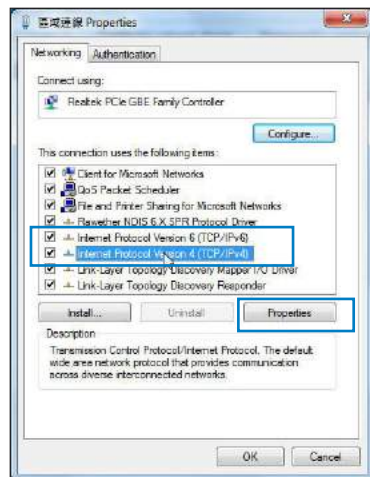 區域連線 Properties
Networking
Authentication
Connect using:
Realtek PCIe GBE Family Controller
Configure...
This connection uses the following items:
Client for Microsoft Networks
QoS Packet Scheduler
File and Printer Sharing for Microsoft Networks
Rawether NDIS 6.X SPR Protocol Driver
Internet Protocol Version 6 (TCP/IPv6)
Internet Protocol Version 4 (TCP/IPv4)
Link-Layer Topology Discovery Mapper I/O Driver
Link-Layer Topology Discovery Responder
Install...
Uninstall
Properties
Description
Transmission Control Protocol/Internet Protocol. The default
wide area network protocol that provides communication
across diverse interconnected networks.
OK
Cancel